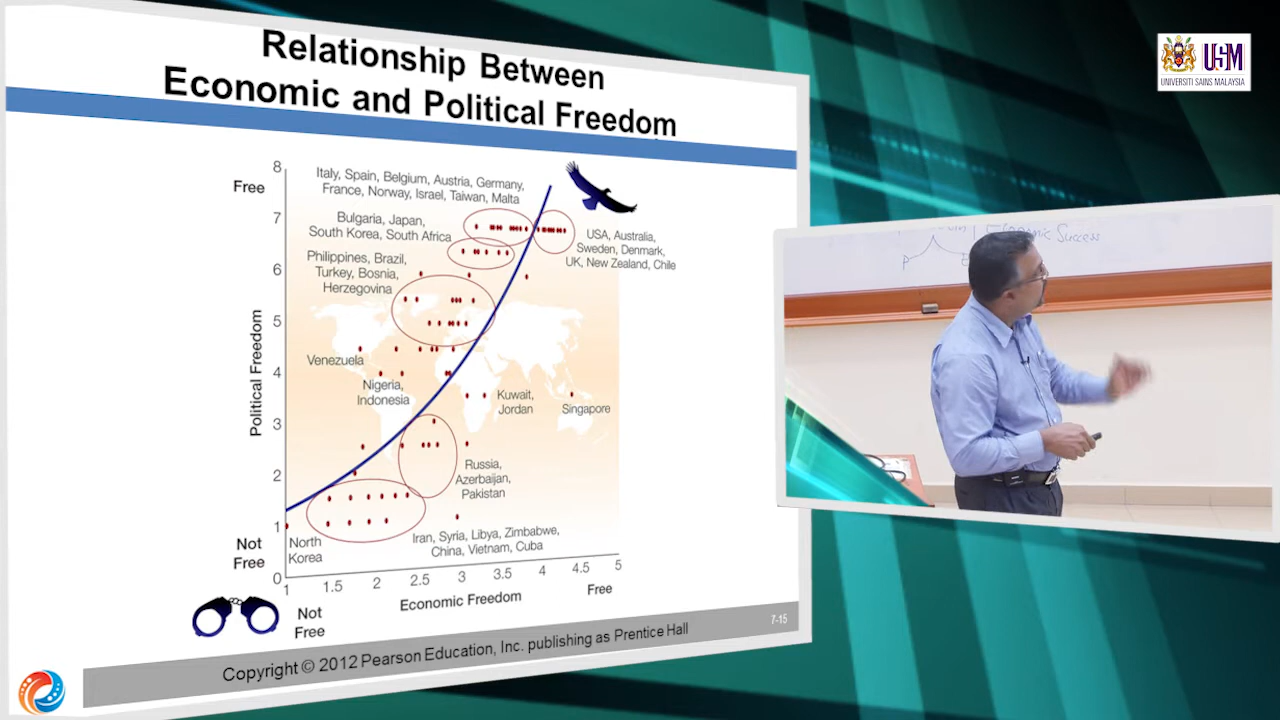 Relationship Between
Economic and Political Freedom
8
Free
7
6
5
4
3
2
1
0
Not
Free
Political Freedom
Italy, Spain, Belgium, Austria, Germany,
France, Norway, Israel, Taiwan, Malta
Bulgaria, Japan,
South Korea, South Africa
USA, Australia,
Sweden, Denmark,
UK, New Zealand, Chile
Philippines, Brazil,
Turkey, Bosnia,
Herzegovina
Venezuela
Nigeria,
Indonesia
Kuwait,
Jordan
Singapore
Russia,
Azerbaijan,
Pakistan
Iran, Syria, Libya, Zimbabwe,
China, Vietnam, Cuba
North
Korea
1 1.5 2 2.5 3 3.5 4 4.5 5
Not
Free
Economic Freedom
Free
7-15
Copyright © 2012 Pearson Education, Inc. publishing as Prentice Hall
USM
UNIVERSITI SAINS MALAYSIA
Success
P